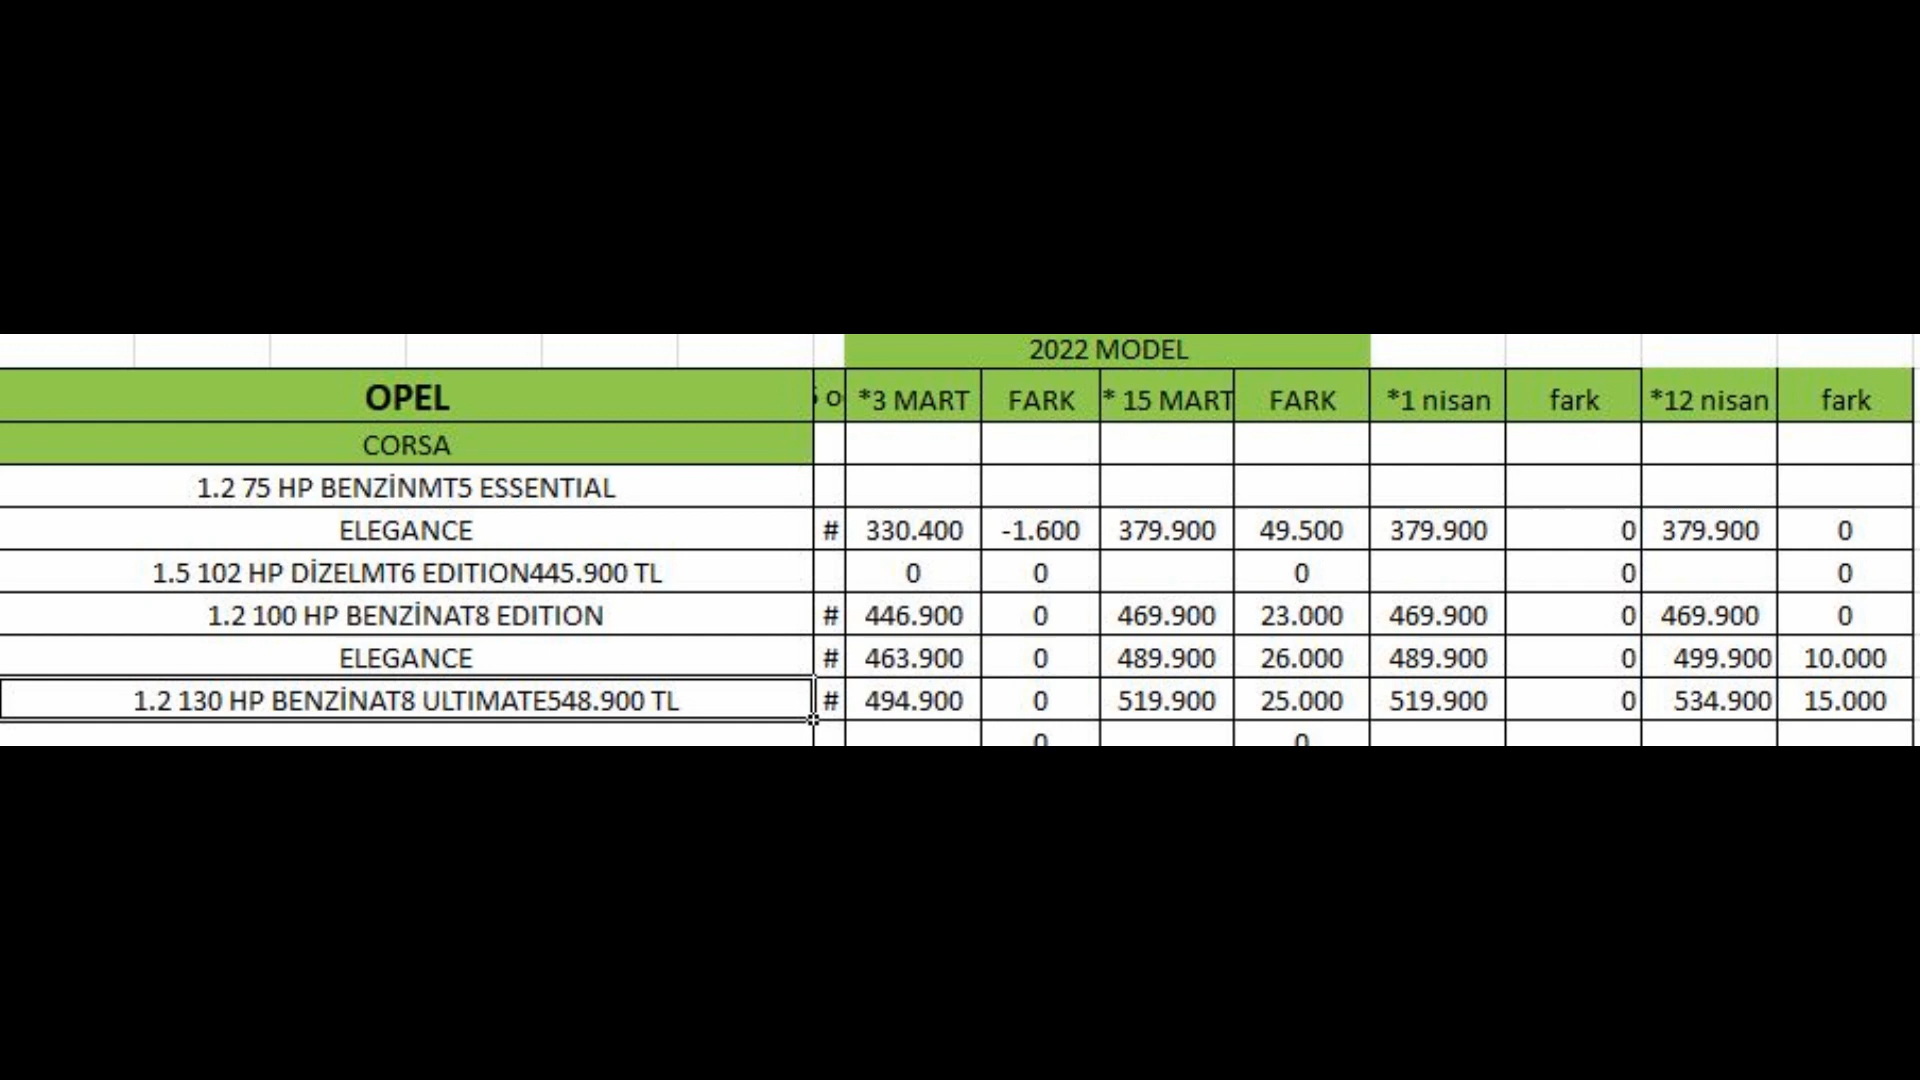 2022 MODEL
OPEL *3 MART FARK * 15 MART FARK *1 nisan fark *12 nisan fark
CORSA
1.2 75 HP BENZİNMT5 ESSENTIAL
ELEGANCE # 330.400 -1.600 379.900 49.500 379.900 0 379.900 0
1.5 102 HP DİZELMT6 EDITION445.900 TL 0 0 0 0 0
1.2 100 HP BENZİNAT8 EDITION # 446.900 0 469.900 23.000 469.900 0 469.900 0
ELEGANCE # 463.900 0 489.900 26.000 489.900 0 499.900 10.000
1.2 130 HP BENZİNAT8 ULTIMATE548.900 TL # 494.900 0 519.900 25.000 519.900 0 534.900 15.000
0 0